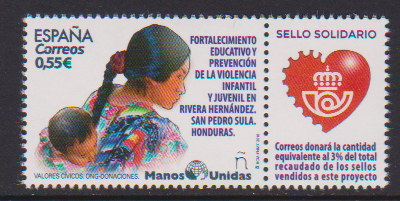 ESPAÑA
Correos
0,55€
FORTALECIMIENTO
EDUCATIVO Y
PREVENCIÓN
DE LA VIOLENCIA
INFANTIL
Y JUVENIL EN
RIVERA HERNÁNDEZ.
SAN PEDRO SULA.
HONDURAS.
VALORES CÍVICOS. ONG-DONACIONES.
Manos Unidas
ñ
SELLO SOLIDARIO
Correos donará la cantidad
equivalente al 3% del total
recaudado de los sellos
vendidos a este proyecto